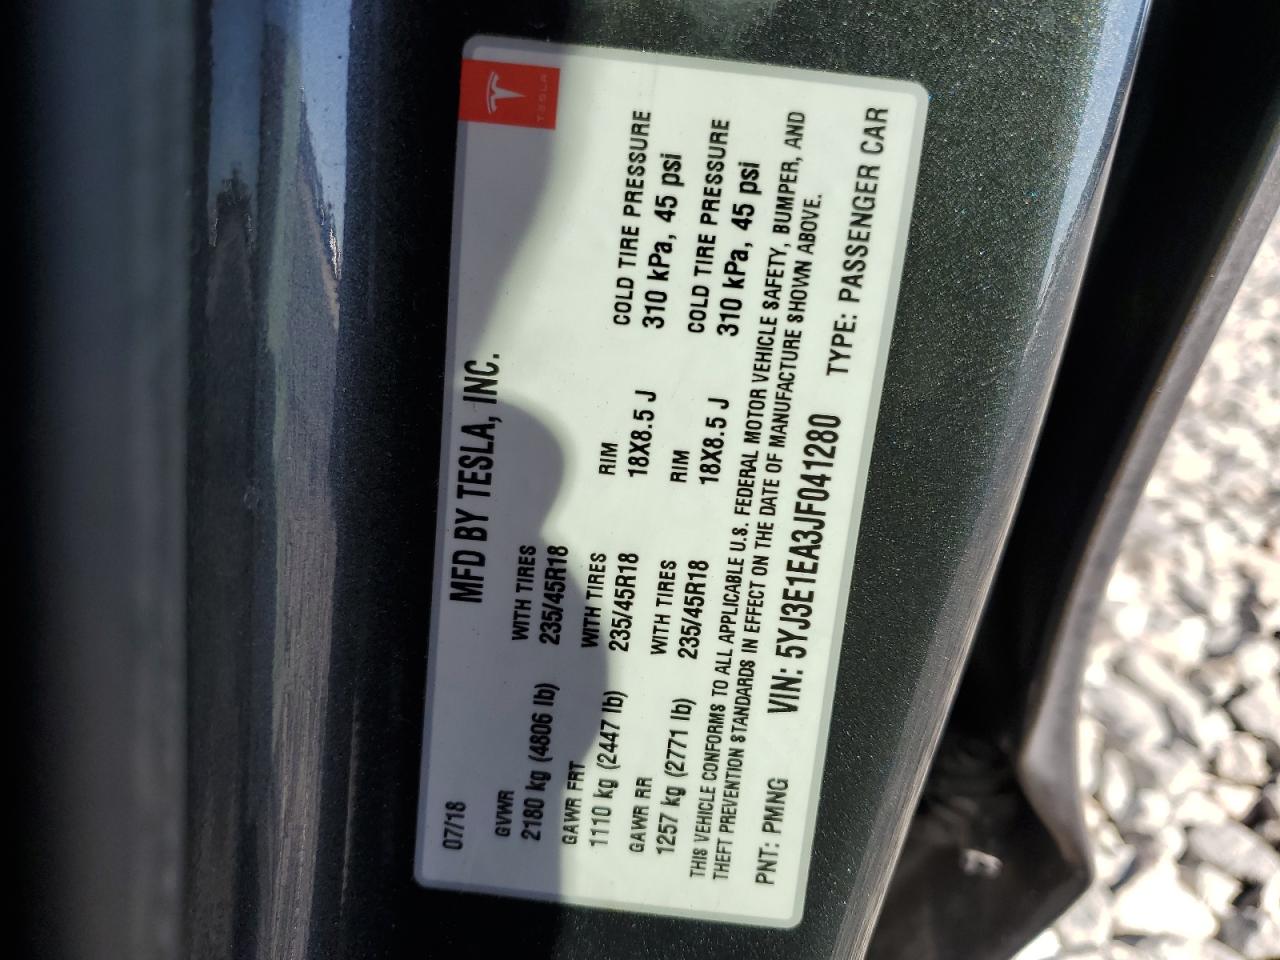 TESLA
07/18 MFD BY TESLA, INC.
GVWR WITH TIRES
2180 kg (4806 lb) 235/45R18
GAWR FRT WITH TIRES RIM COLD TIRE PRESSURE
1110 kg (2447 lb) 235/45R18 18X8.5 J 310 kPa, 45 psi
GAWR RR WITH TIRES RIM COLD TIRE PRESSURE
1257 kg (2771 lb) 235/45R18 18X8.5 J 310 kPa, 45 psi
THIS VEHICLE CONFORMS TO ALL APPLICABLE U.S. FEDERAL MOTOR VEHICLE SAFETY, BUMPER, AND
THEFT PREVENTION STANDARDS IN EFFECT ON THE DATE OF MANUFACTURE SHOWN ABOVE.
PNT: PMNG VIN: 5YJ3E1EA3JF041280 TYPE: PASSENGER CAR